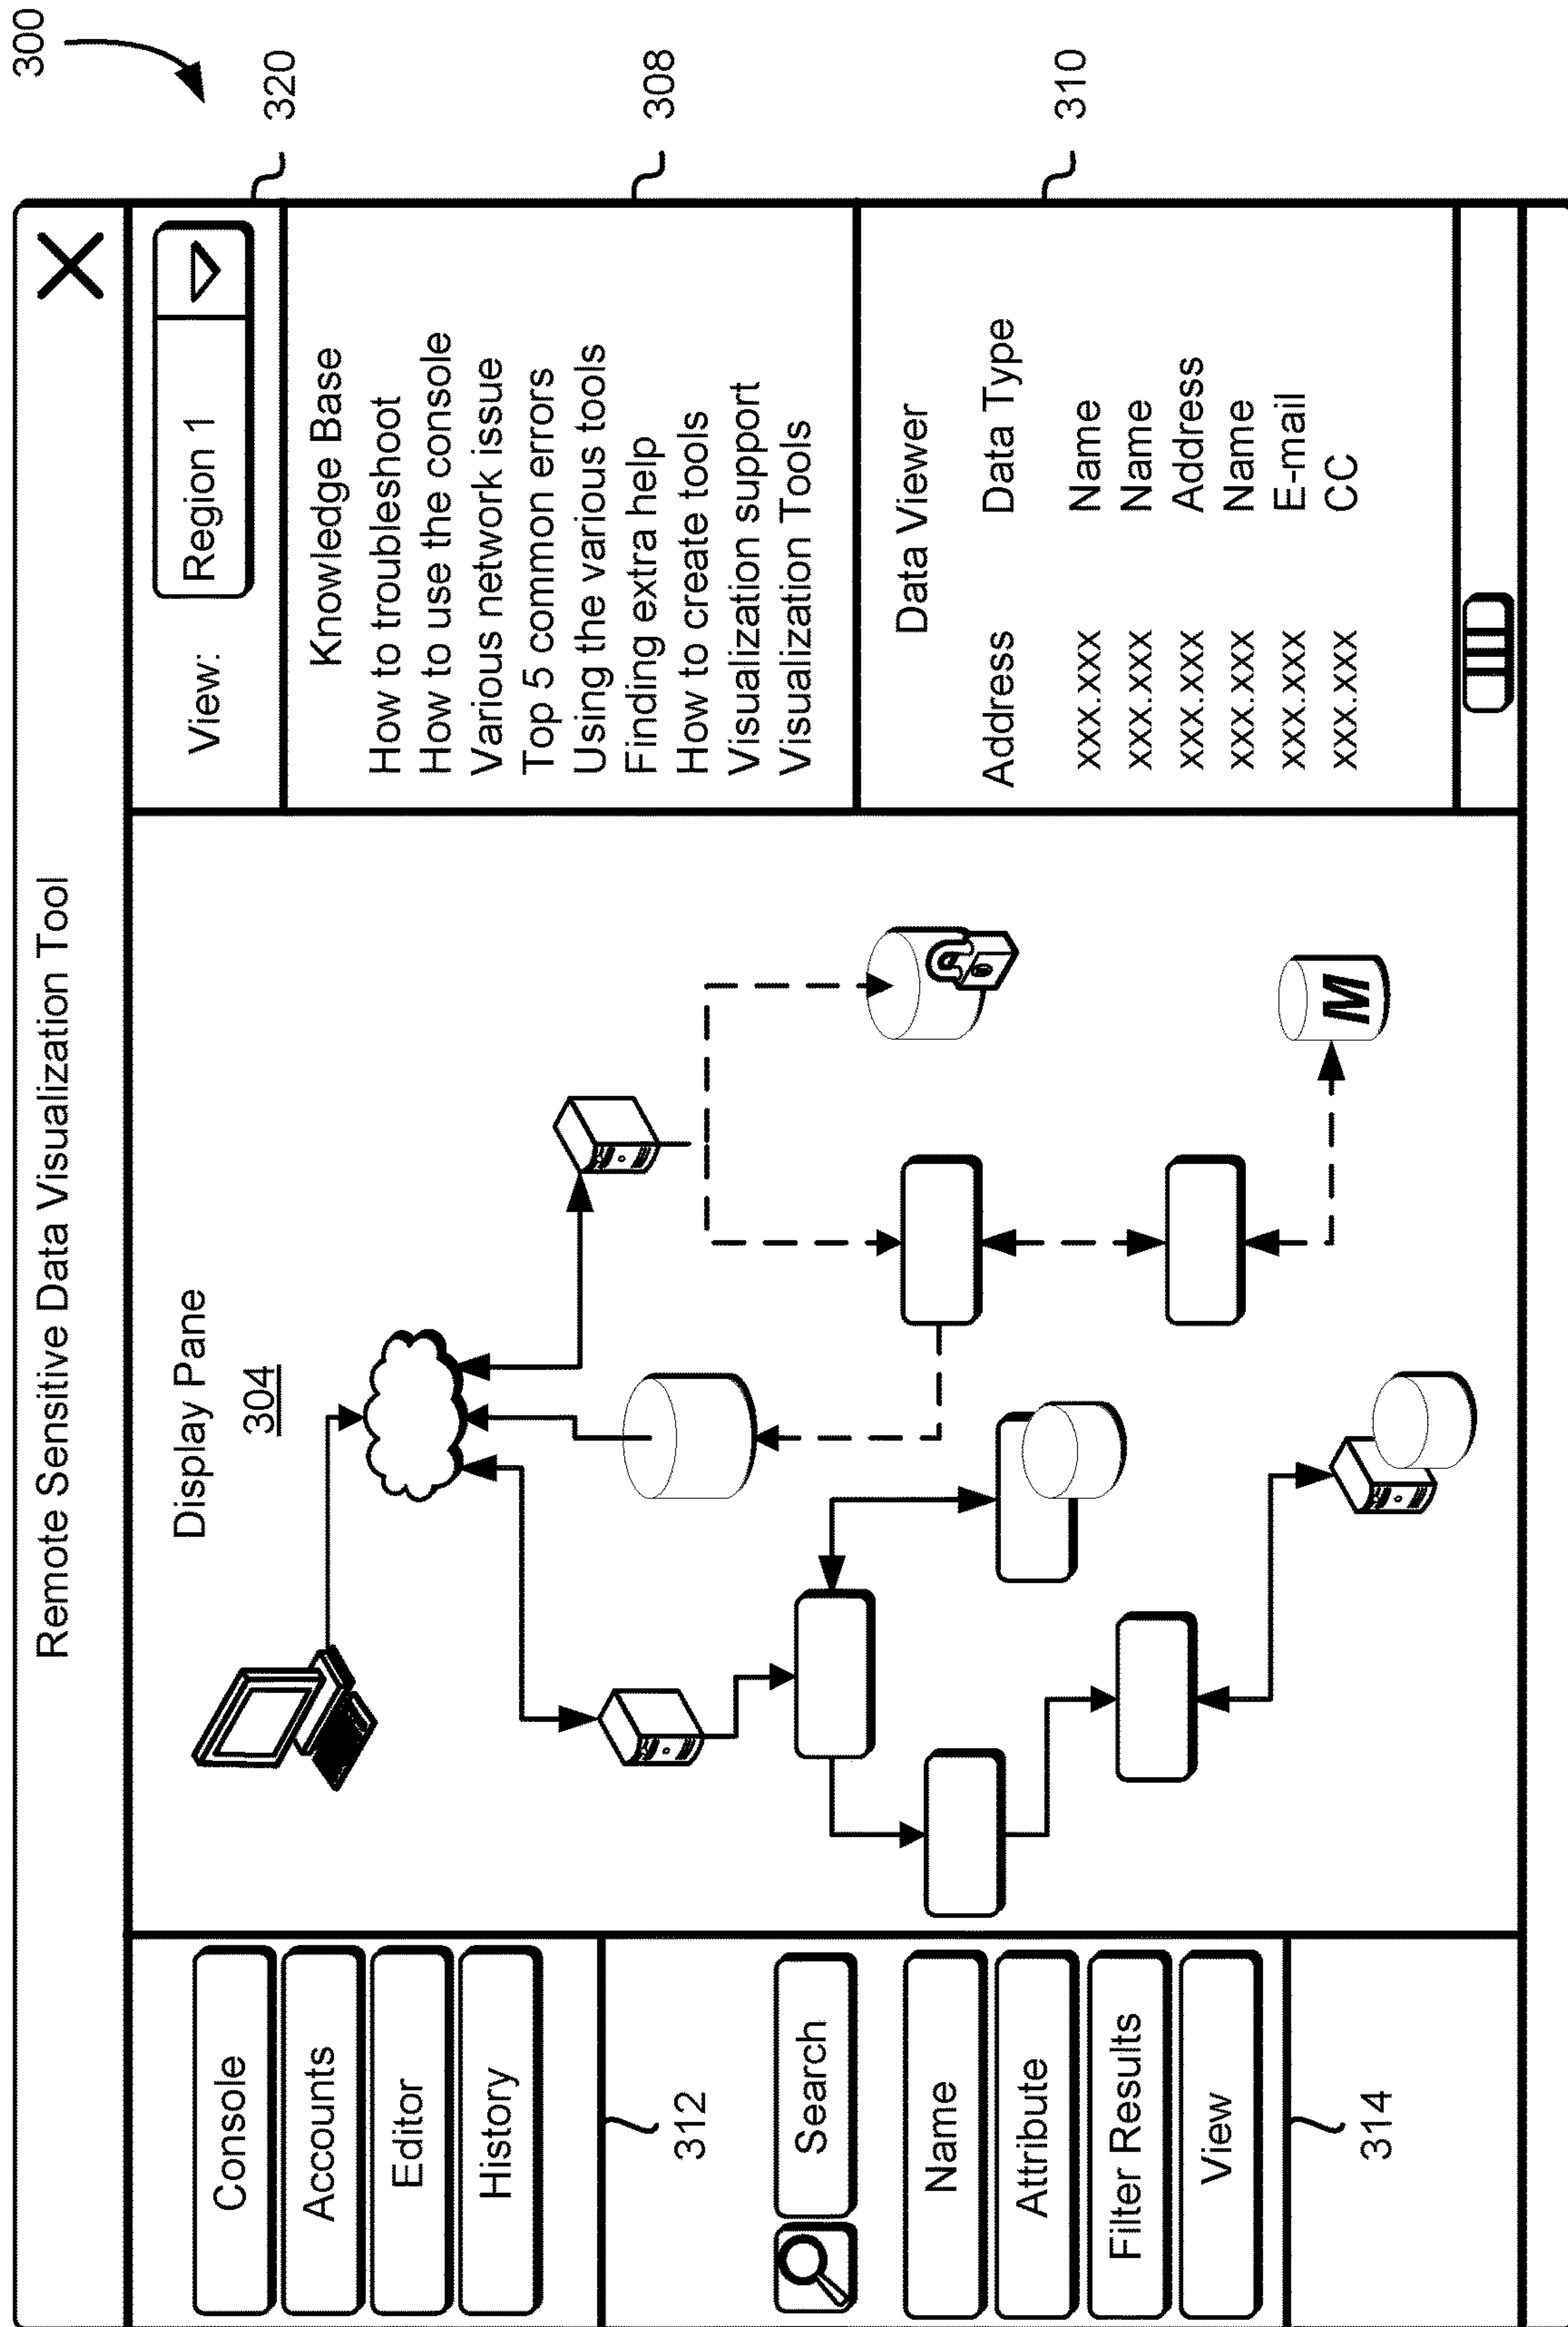 300
Remote Sensitive Data Visualization Tool
Console
Accounts
Editor
History
312
Search
Name
Attribute
Filter Results
View
314
Display Pane
304
M
View: Region 1
320
Knowledge Base
How to troubleshoot
How to use the console
Various network issue
Top 5 common errors
Using the various tools
Finding extra help
How to create tools
Visualization support
Visualization Tools
308
Data Viewer
Address Data Type
xxx.xxx Name
xxx.xxx Name
xxx.xxx Address
xxx.xxx Name
xxx.xxx E-mail
xxx.xxx CC
310